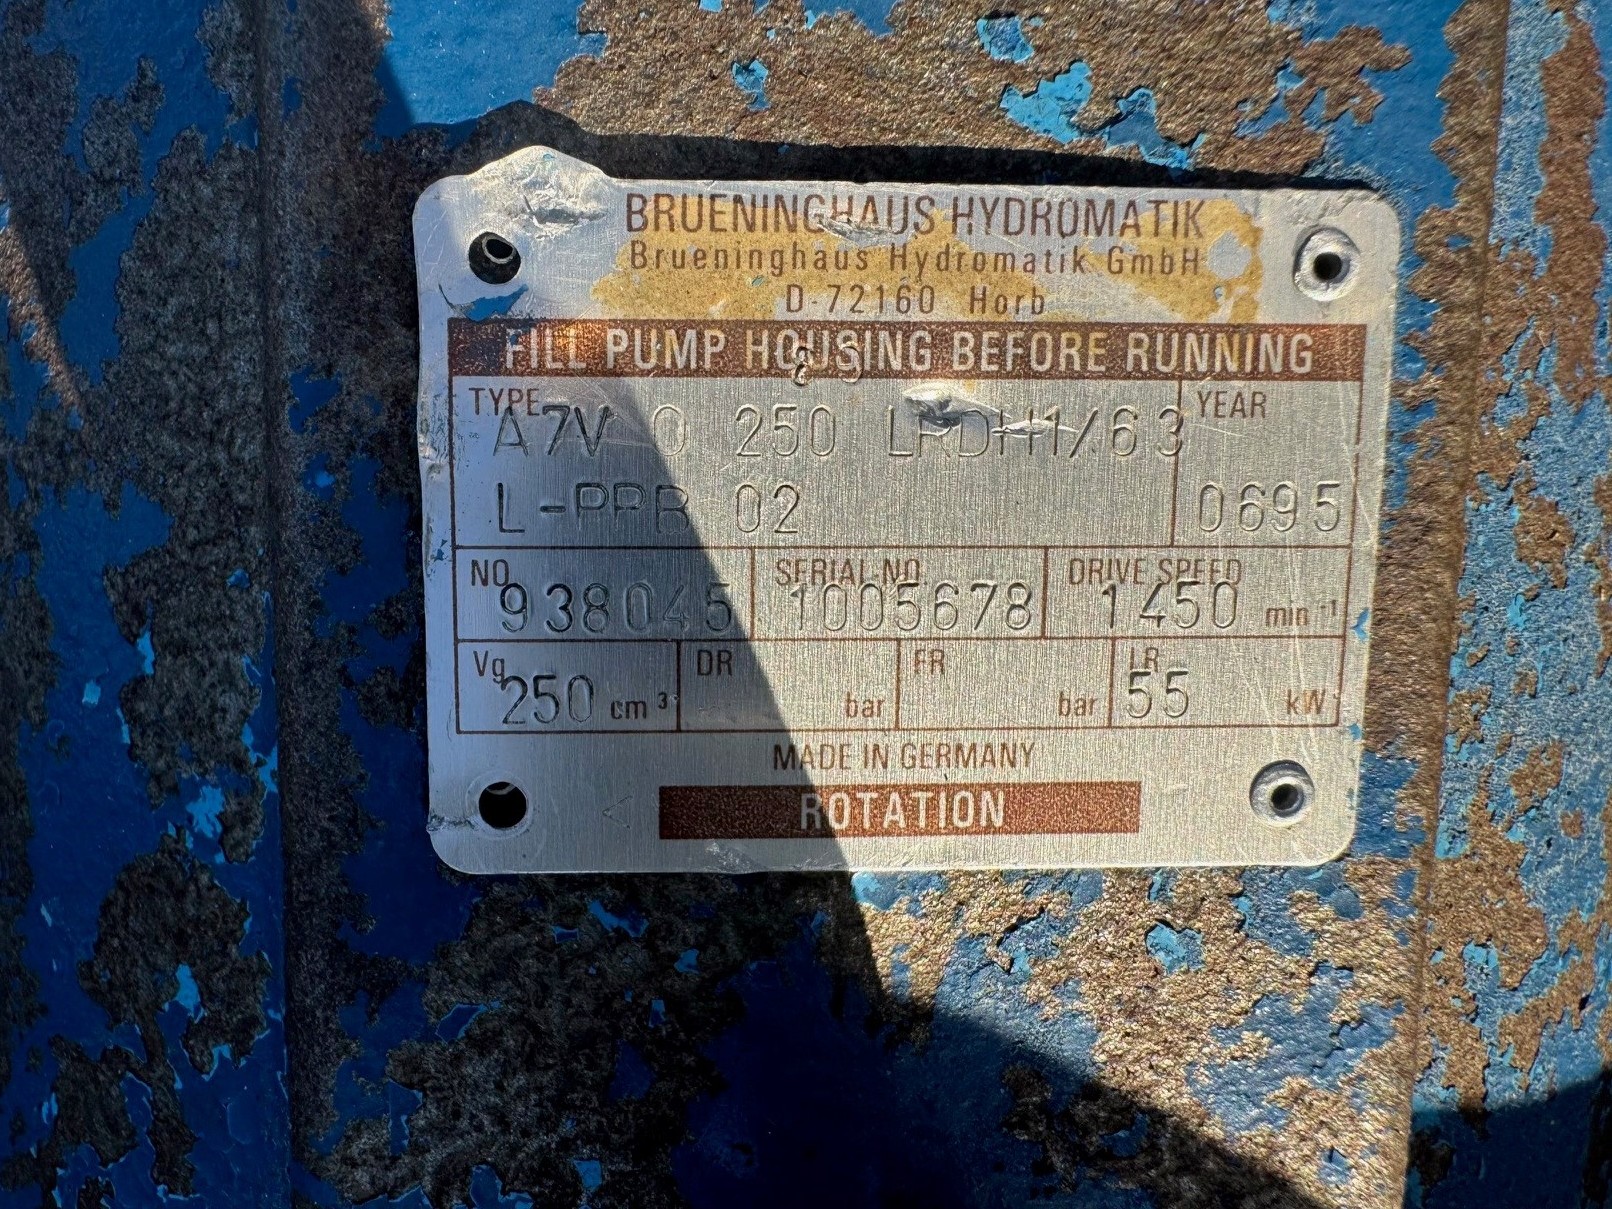 BRUENINGHAUS HYDROMATIK
Brueninghaus Hydromatik GmbH
D-72160 Horb
FILL PUMP HOUSING BEFORE RUNNING
TYPE YEAR
A7V O 250 LRDH1/63
L-PPB 02 0695
NO. SERIAL NO. DRIVE SPEED
938045 1005678 1450 min⁻¹
Vg DR FR LR
250 cm³ bar bar 55 kW
MADE IN GERMANY
ROTATION